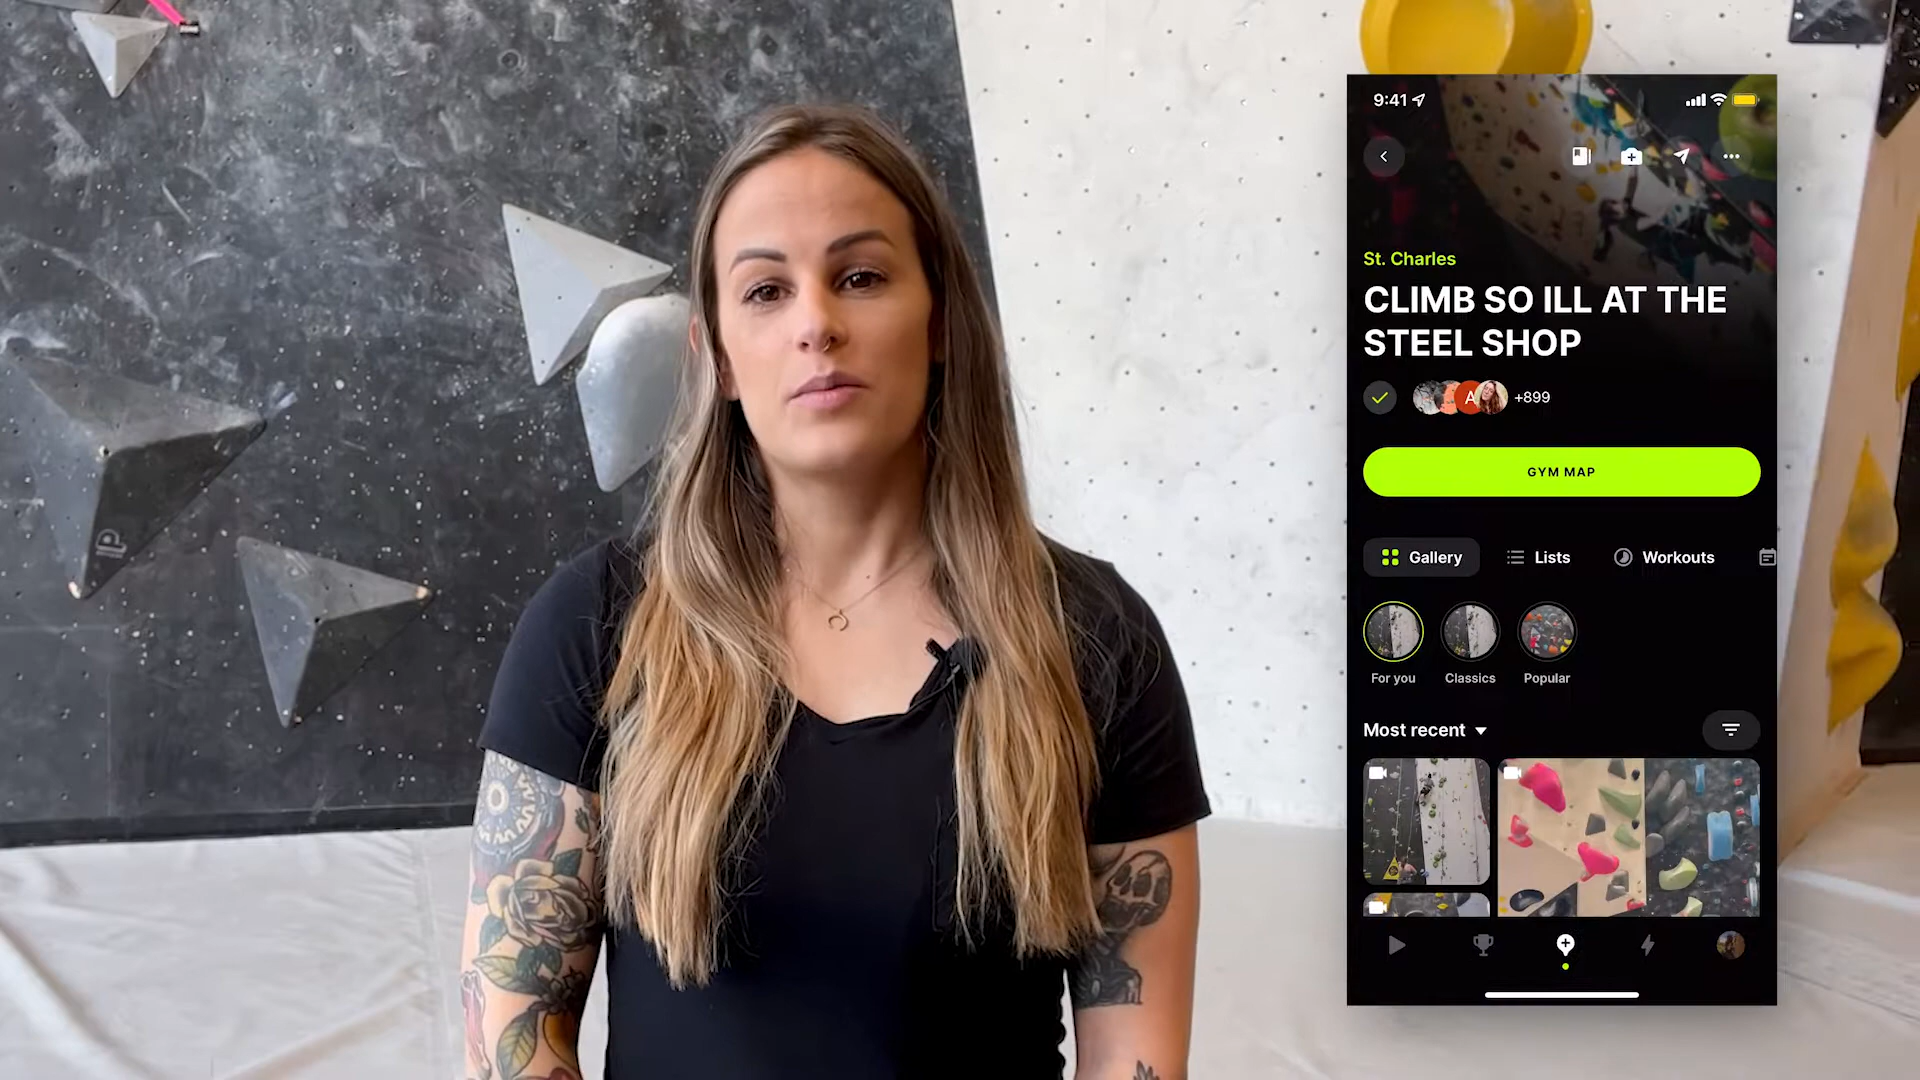 9:41
St. Charles
CLIMB SO ILL AT THE
STEEL SHOP
A
+899
GYM MAP
Gallery
Lists
Workouts
For you
Classics
Popular
Most recent